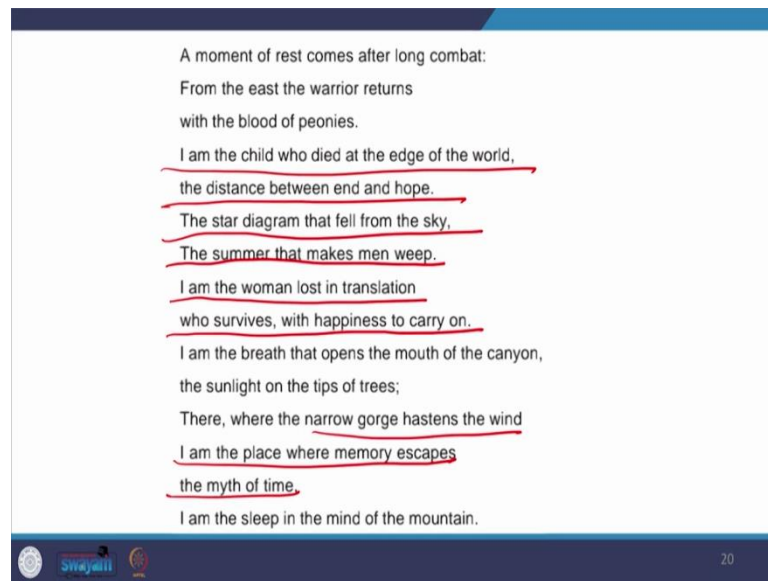 A moment of rest comes after long combat:
From the east the warrior returns
with the blood of peonies.
I am the child who died at the edge of the world,
the distance between end and hope.
The star diagram that fell from the sky,
The summer that makes men weep.
I am the woman lost in translation
who survives, with happiness to carry on.
I am the breath that opens the mouth of the canyon,
the sunlight on the tips of trees;
There, where the narrow gorge hastens the wind
I am the place where memory escapes
the myth of time,
I am the sleep in the mind of the mountain.
swayam
20